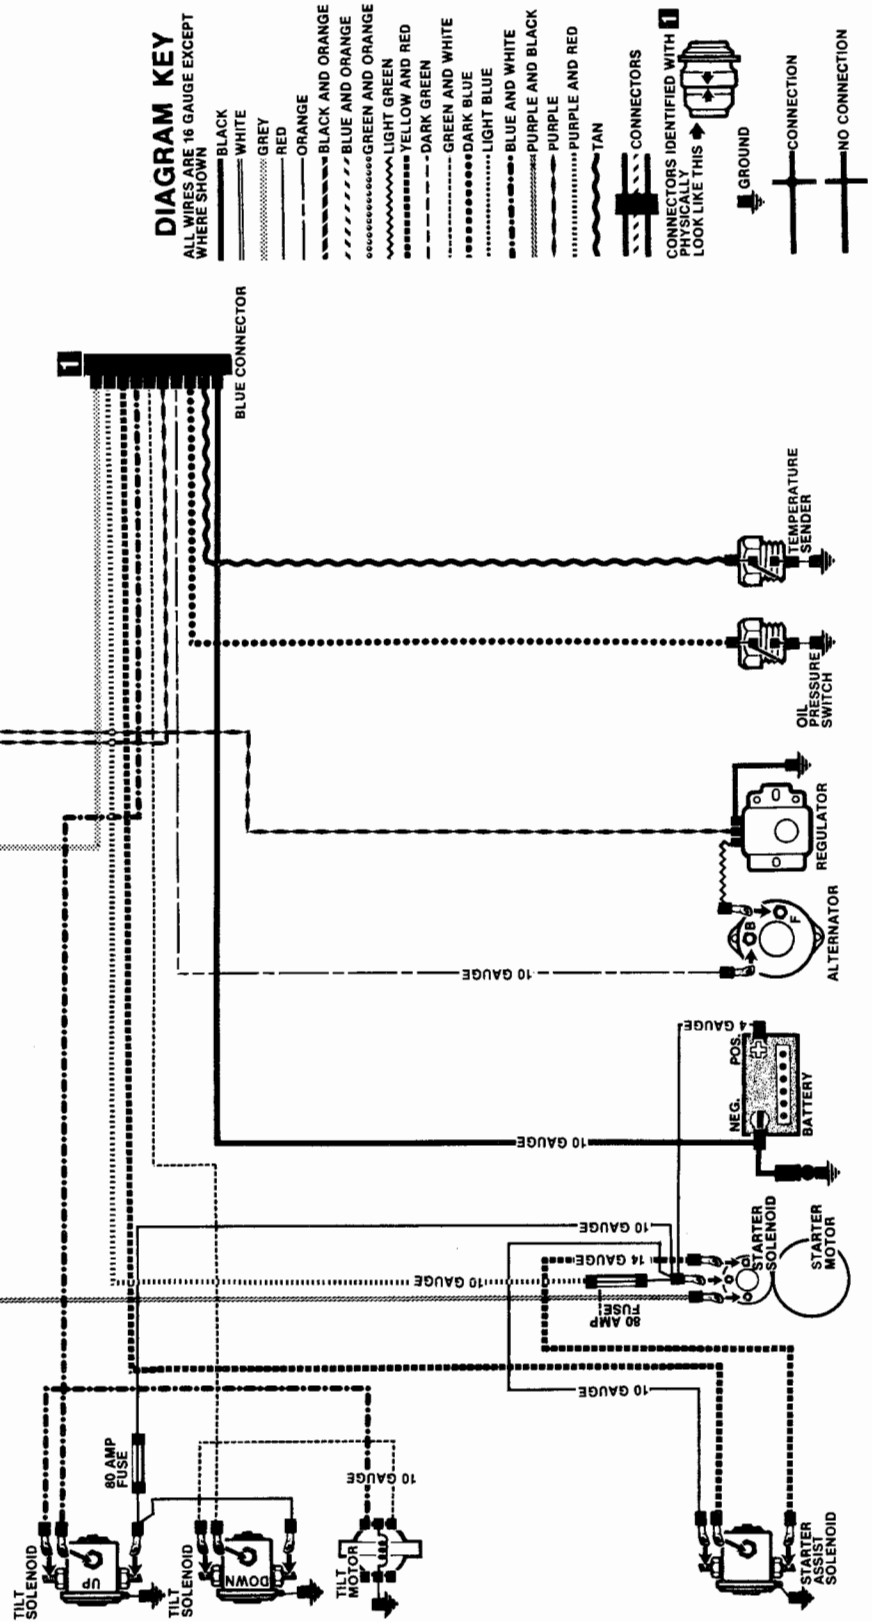 DIAGRAM KEY
ALL WIRES ARE 16 GAUGE EXCEPT
WHERE SHOWN
BLACK
WHITE
GREY
RED
ORANGE
BLACK AND ORANGE
BLUE AND ORANGE
GREEN AND ORANGE
LIGHT GREEN
YELLOW AND RED
DARK GREEN
GREEN AND WHITE
DARK BLUE
LIGHT BLUE
BLUE AND WHITE
PURPLE AND BLACK
PURPLE
PURPLE AND RED
TAN
CONNECTORS
CONNECTORS IDENTIFIED WITH 1
PHYSICALLY
LOOK LIKE THIS
GROUND
CONNECTION
NO CONNECTION
1
BLUE CONNECTOR
TEMPERATURE
SENDER
OIL
PRESSURE
SWITCH
REGULATOR
B
F
ALTERNATOR
10 GAUGE
4 GAUGE
POS.
NEG.
BATTERY
10 GAUGE
10 GAUGE
14 GAUGE
10 GAUGE
80 AMP
FUSE
STARTER
SOLENOID
STARTER
MOTOR
10 GAUGE
80 AMP
FUSE
10 GAUGE
TILT
SOLENOID
UP
TILT
SOLENOID
DOWN
TILT
MOTOR
STARTER
ASSIST
SOLENOID